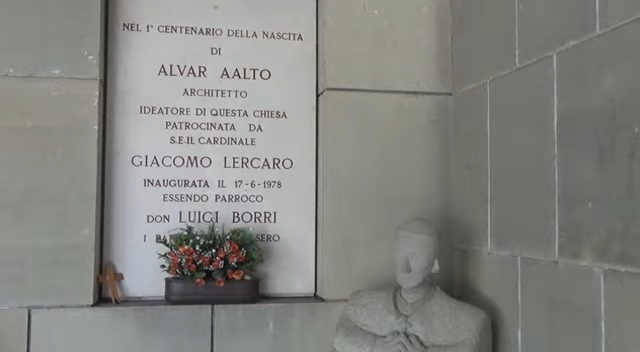 NEL 1° CENTENARIO DELLA NASCITA
DI
ALVAR AALTO
ARCHITETTO
IDEATORE DI QUESTA CHIESA
PATROCINATA DA
S.E.IL CARDINALE
GIACOMO LERCARO
INAUGURATA IL 17-6-1978
ESSENDO PARROCO
DON LUIGI BORRI
I